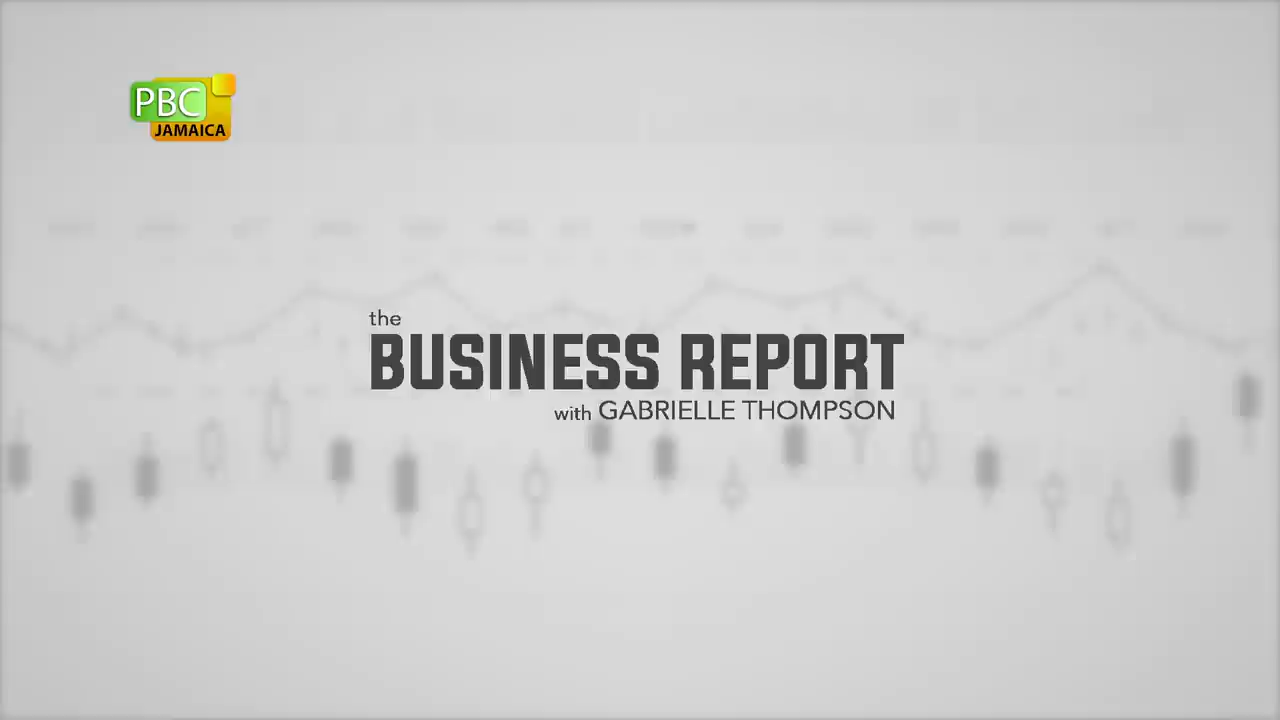 PBC
JAMAICA
the
BUSINESS REPORT
with GABRIELLE THOMPSON